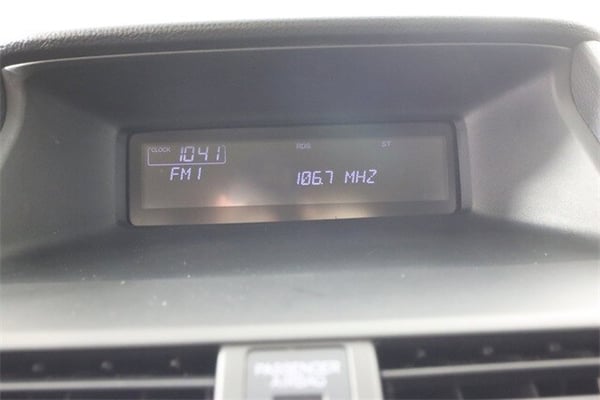 CLOCK 1041 RDS ST
FM1 106.7 MHZ
PASSENGER
AIRBAG